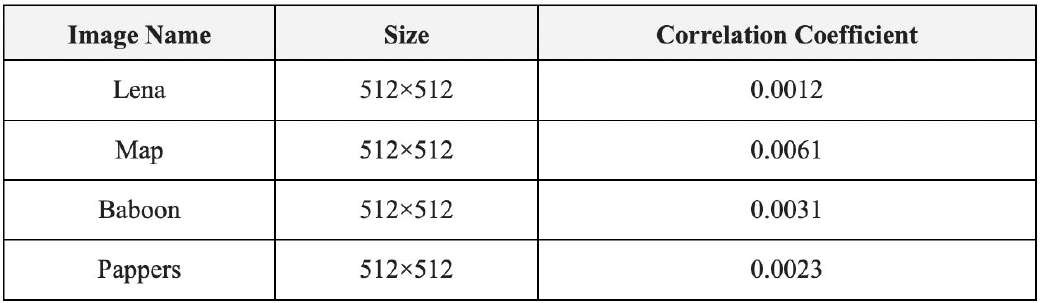 Image Name Size Correlation Coefficient
Lena 512×512 0.0012
Map 512×512 0.0061
Baboon 512×512 0.0031
Pappers 512×512 0.0023